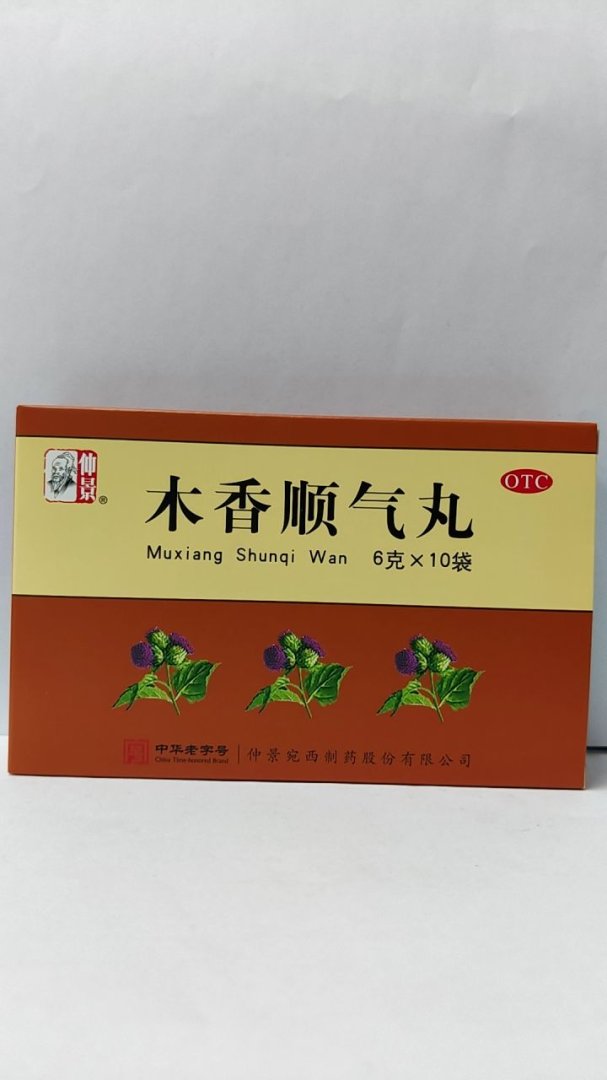 仲景®
木香顺气丸
OTC
Muxiang Shunqi Wan 6克×10袋
中华老字号
China Time-honored Brand
仲景宛西制药股份有限公司